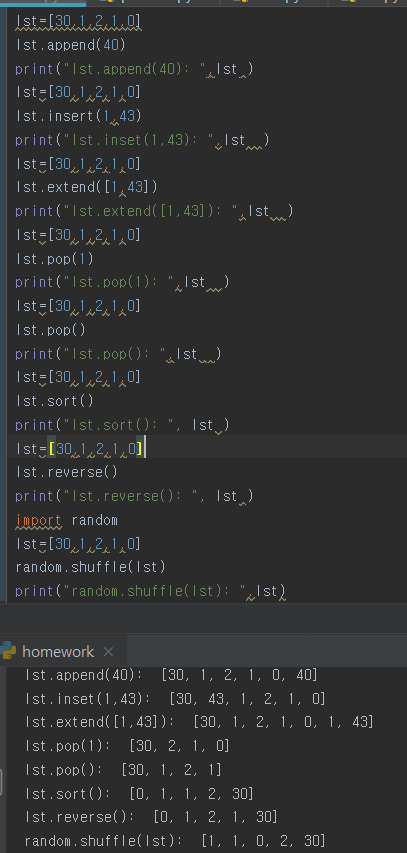 lst=[30,1,2,1,0]
lst.append(40)
print("lst.append(40): ",lst )
lst=[30,1,2,1,0]
lst.insert(1,43)
print("lst.inset(1,43): ",lst  )
lst=[30,1,2,1,0]
lst.extend([1,43])
print("lst.extend([1,43]): ",lst  )
lst=[30,1,2,1,0]
lst.pop(1)
print("lst.pop(1): ",lst  )
lst=[30,1,2,1,0]
lst.pop()
print("lst.pop(): ",lst  )
lst=[30,1,2,1,0]
lst.sort()
print("lst.sort(): ", lst )
lst=[30,1,2,1,0]
lst.reverse()
print("lst.reverse(): ", lst )
import random
lst=[30,1,2,1,0]
random.shuffle(lst)
print("random.shuffle(lst): ",lst)
homework ×
lst.append(40):  [30, 1, 2, 1, 0, 40]
lst.inset(1,43):  [30, 43, 1, 2, 1, 0]
lst.extend([1,43]):  [30, 1, 2, 1, 0, 1, 43]
lst.pop(1):  [30, 2, 1, 0]
lst.pop():  [30, 1, 2, 1]
lst.sort():  [0, 1, 1, 2, 30]
lst.reverse():  [0, 1, 2, 1, 30]
random.shuffle(lst):  [1, 1, 0, 2, 30]